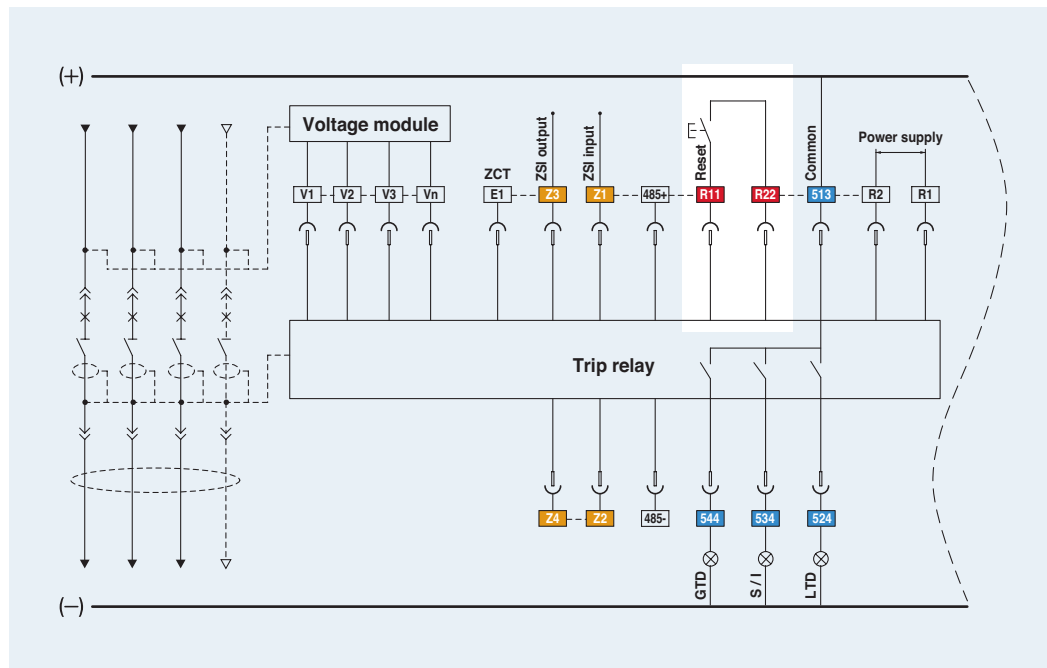 (+)
Voltage module
ZSI output
ZSI input
Reset
Common
Power supply
ZCT
V1
V2
V3
Vn
E1
Z3
Z1
485+
R11
R22
513
R2
R1
Trip relay
Z4
Z2
485-
544
534
524
GTD
S / I
LTD
(—)